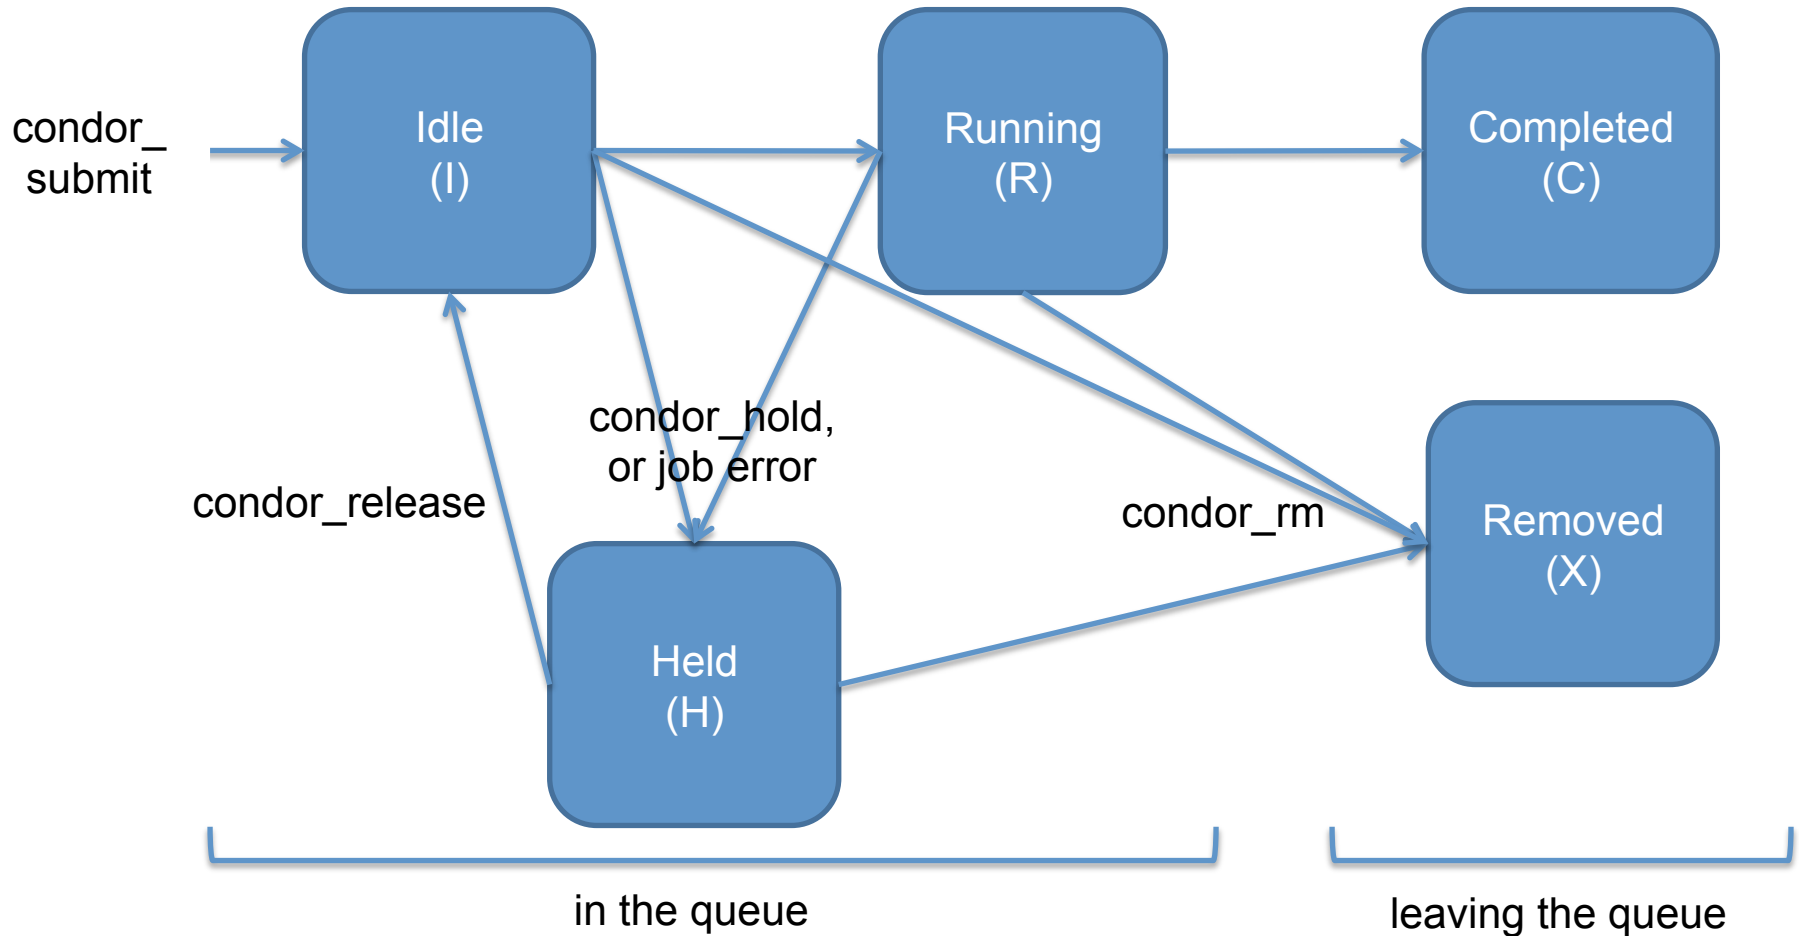 condor_
submit
Idle
(I)
Running
(R)
Completed
(C)
condor_hold,
or job error
condor_release
condor_rm
Removed
(X)
Held
(H)
in the queue
leaving the queue